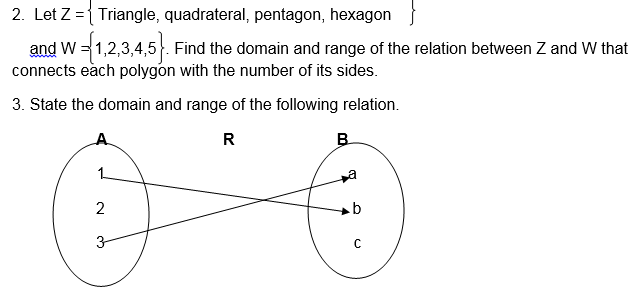 2. Let Z = { Triangle, quadrateral, pentagon, hexagon }
and W = {1,2,3,4,5}. Find the domain and range of the relation between Z and W that
connects each polygon with the number of its sides.
3. State the domain and range of the following relation.
A R B
1 a
2 b
3 c